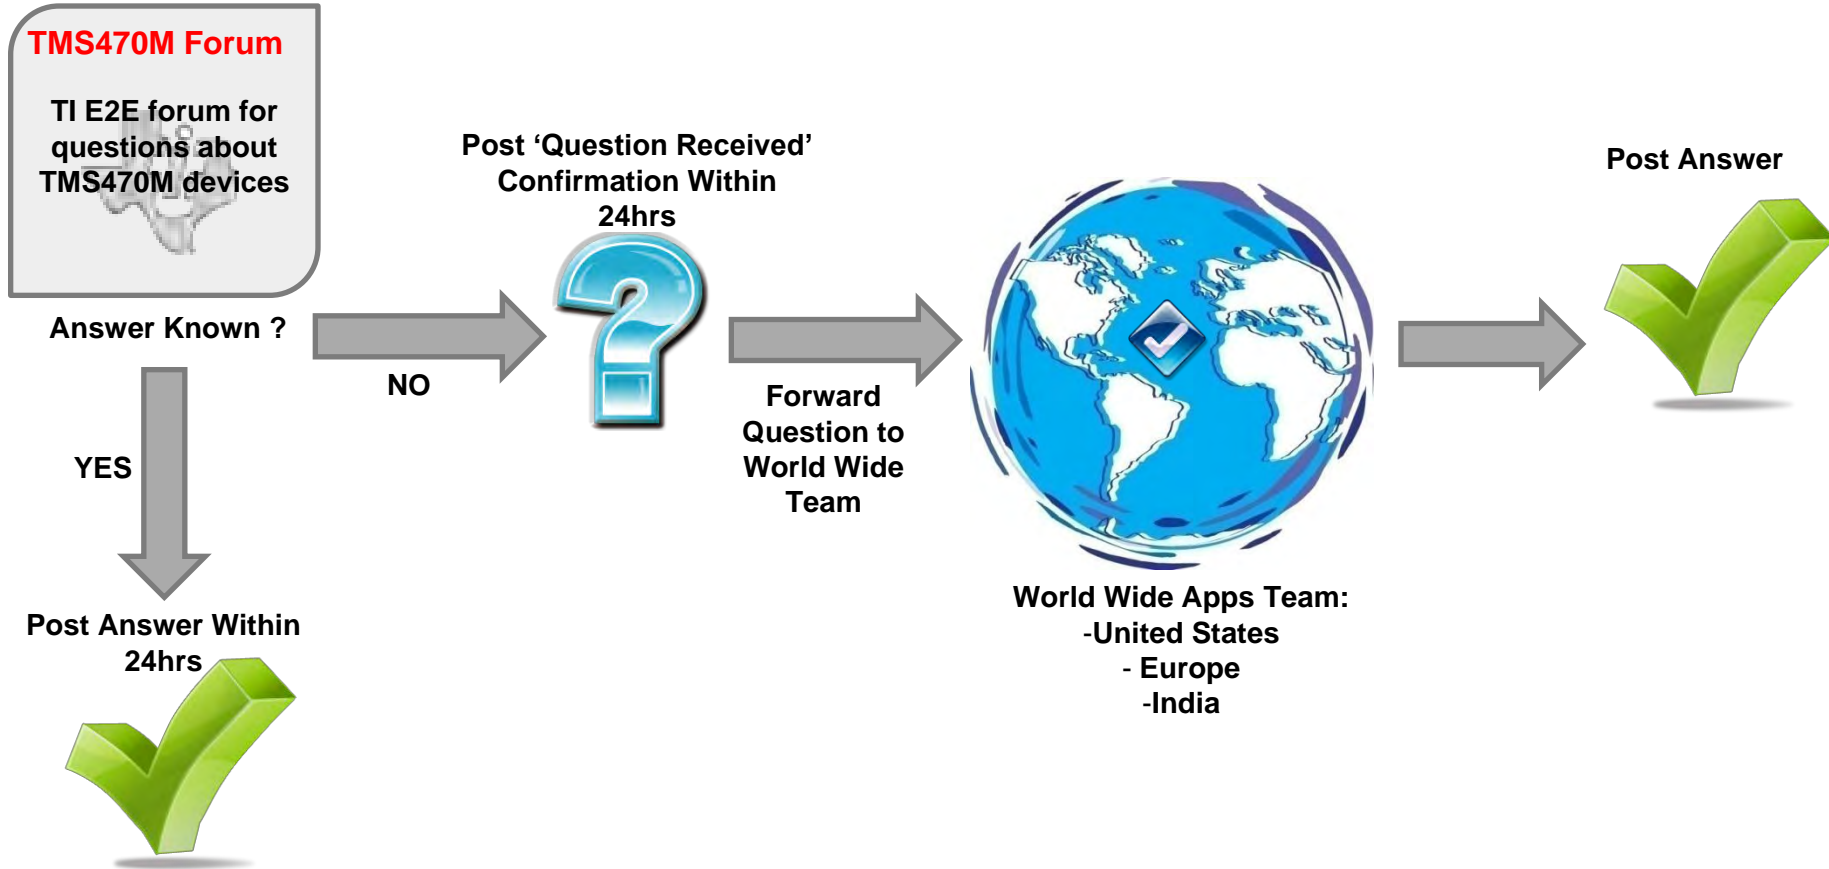 TMS470M Forum
TI E2E forum for
questions about
TMS470M devices
Answer Known ?
YES
Post Answer Within
24hrs
NO
Post ‘Question Received’
Confirmation Within
24hrs
Forward
Question to
World Wide
Team
World Wide Apps Team:
-United States
- Europe
-India
Post Answer